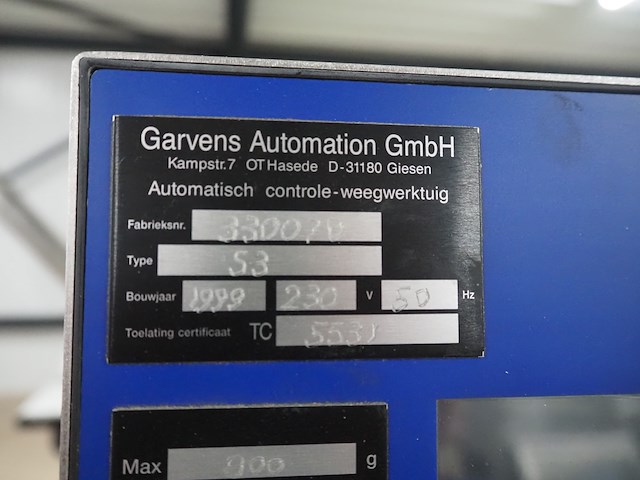 Garvens Automation GmbH
Kampstr.7 OT Hasede D-31180 Giesen
Automatisch controle-weegwerktuig
Fabrieksnr. 3300/V
Type S3
Bouwjaar 1999 230 V 50 Hz
Toelating certificaat TC
Max 900 g